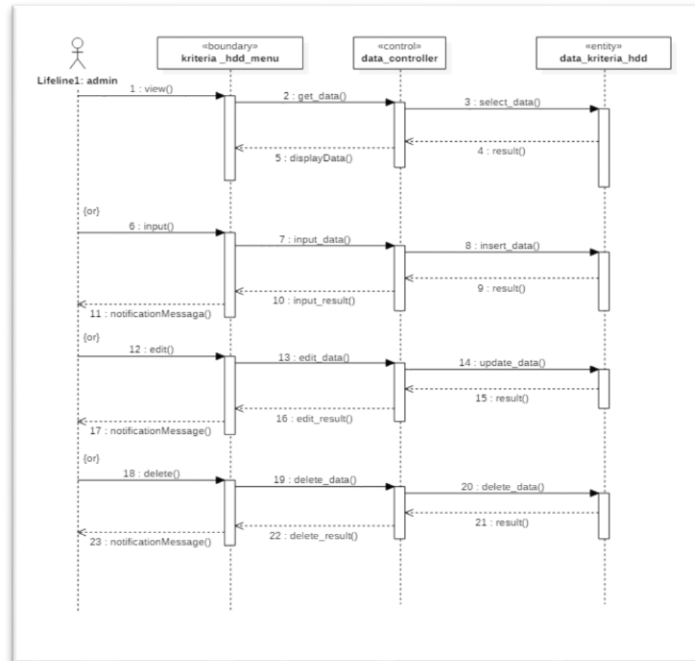 «boundary»
kriteria _hdd_menu
«control»
data_controller
«entity»
data_kriteria_hdd
Lifeline1: admin
1 : view()
2 : get_data()
3 : select_data()
4 : result()
5 : displayData()
{or}
6 : input()
7 : input_data()
8 : insert_data()
9 : result()
10 : input_result()
11 : notificationMessaga()
{or}
12 : edit()
13 : edit_data()
14 : update_data()
15 : result()
16 : edit_result()
17 : notificationMessage()
{or}
18 : delete()
19 : delete_data()
20 : delete_data()
21 : result()
22 : delete_result()
23 : notificationMessage()